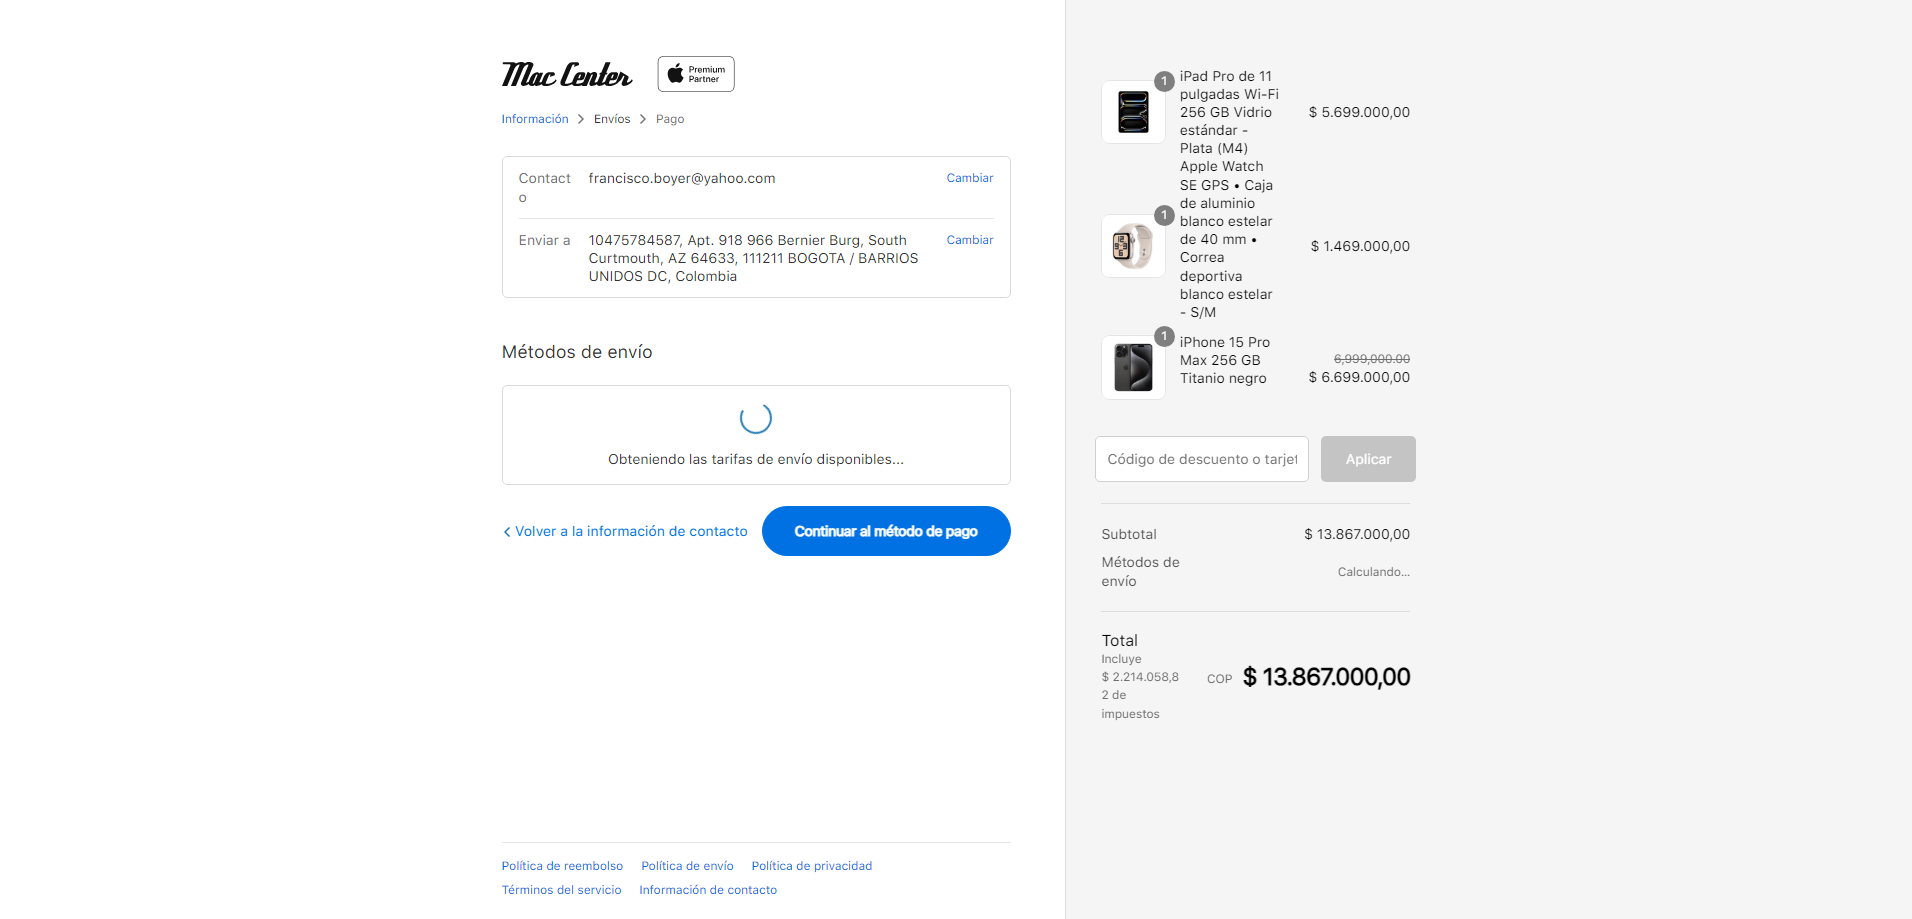 Mac Center
Premium
Partner
Información > Envíos > Pago
Contact
o
francisco.boyer@yahoo.com
Cambiar
Enviar a
10475784587, Apt. 918 966 Bernier Burg, South
Curtmouth, AZ 64633, 111211 BOGOTA / BARRIOS
UNIDOS DC, Colombia
Cambiar
Métodos de envío
Obteniendo las tarifas de envío disponibles...
Volver a la información de contacto
Continuar al método de pago
Política de reembolso Política de envío Política de privacidad
Términos del servicio Información de contacto
1
iPad Pro de 11
pulgadas Wi-Fi
256 GB Vidrio
estándar -
Plata (M4)
$ 5.699.000,00
1
Apple Watch
SE GPS • Caja
de aluminio
blanco estelar
de 40 mm •
Correa
deportiva
blanco estelar
- S/M
$ 1.469.000,00
1
iPhone 15 Pro
Max 256 GB
Titanio negro
6,999,000.00
$ 6.699.000,00
Código de descuento o tarjet
Aplicar
Subtotal
$ 13.867.000,00
Métodos de
envío
Calculando...
Total
Incluye
$ 2.214.058,8
2 de
impuestos
COP $ 13.867.000,00